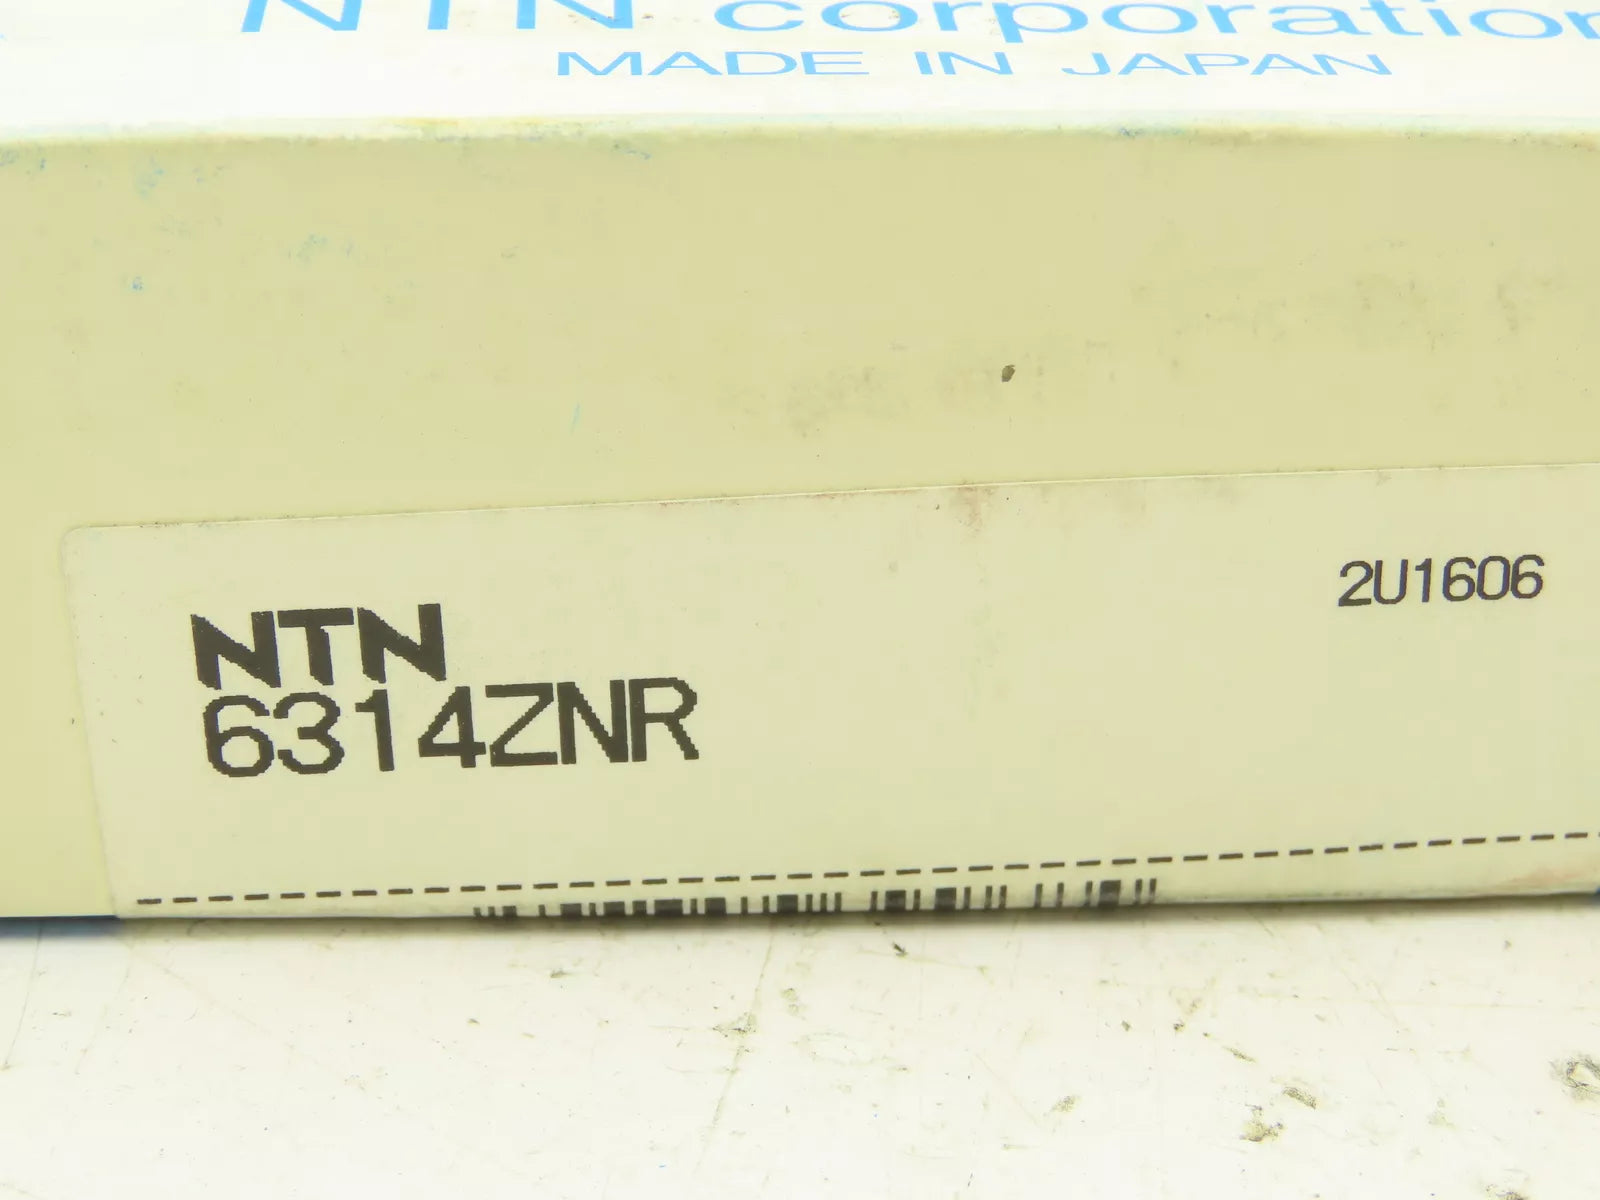 NTN corporation
MADE IN JAPAN
2U1606
NTN
6314ZNR